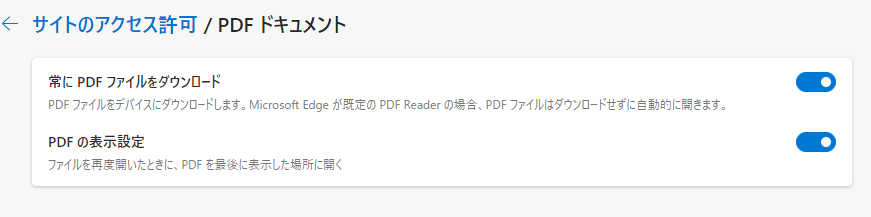 ← サイトのアクセス許可 / PDF ドキュメント
常に PDF ファイルをダウンロード
PDF ファイルをデバイスにダウンロードします。Microsoft Edge が既定の PDF Reader の場合、PDF ファイルはダウンロードせずに自動的に開きます。
PDF の表示設定
ファイルを再度開いたときに、PDF を最後に表示した場所に開く